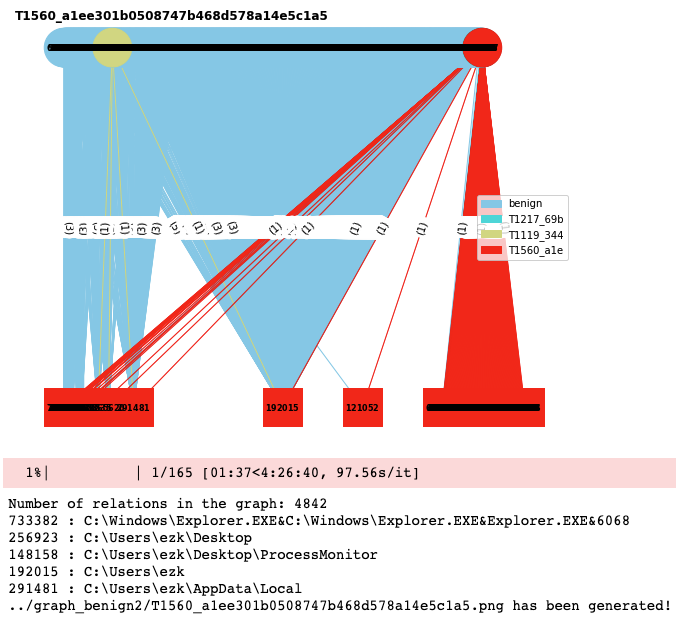 T1560_a1ee301b0508747b468d578a14e5c1a5
(3) (1) (1) (3) (3) (1) (3) (3) (1) (1) (1) (1) (1) (1)
benign
T1217_69b
T1119_344
T1560_a1e
291481 192015 121052
1%| | 1/165 [01:37<4:26:40, 97.56s/it]
Number of relations in the graph: 4842
733382 : C:\Windows\Explorer.EXE&C:\Windows\Explorer.EXE&Explorer.EXE&6068
256923 : C:\Users\ezk\Desktop
148158 : C:\Users\ezk\Desktop\ProcessMonitor
192015 : C:\Users\ezk
291481 : C:\Users\ezk\AppData\Local
../graph_benign2/T1560_a1ee301b0508747b468d578a14e5c1a5.png has been generated!